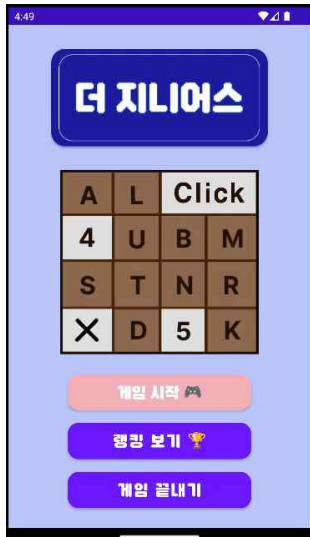 4:49
더 지니어스
A L Click
4 U B M
S T N R
X D 5 K
게임 시작 🎮
랭킹 보기 🏆
게임 끝내기